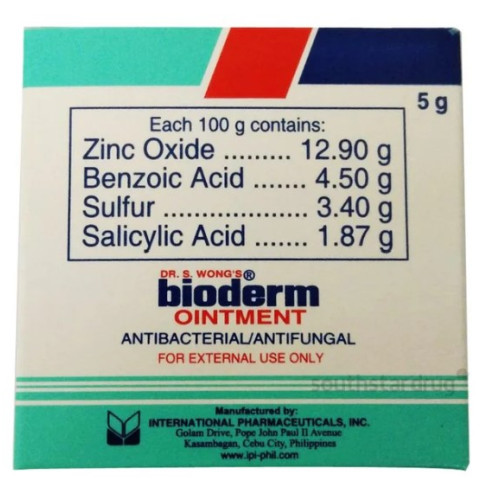 5 g
Each 100 g contains:
Zinc Oxide ......... 12.90 g
Benzoic Acid ....... 4.50 g
Sulfur ................... 3.40 g
Salicylic Acid ....... 1.87 g
DR. S. WONG'S®
bioderm
OINTMENT
ANTIBACTERIAL/ANTIFUNGAL
FOR EXTERNAL USE ONLY
southstardrug
Manufactured by:
INTERNATIONAL PHARMACEUTICALS, INC.
Golam Drive, Pope John Paul II Avenue
Kasambagan, Cebu City, Philippines
www.ipi-phil.com